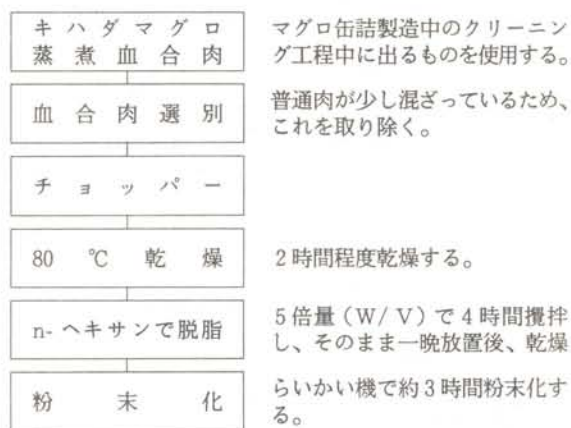 キハダマグロ
蒸煮血合肉
マグロ缶詰製造中のクリーニン
グ工程中に出るものを使用する。
血合肉選別
普通肉が少し混ざっているため、
これを取り除く。
チョッパー
80℃乾燥
2時間程度乾燥する。
n-ヘキサンで脱脂
5倍量(W/V)で4時間攪拌
し、そのまま一晩放置後、乾燥
粉末化
らいかい機で約3時間粉末化す
る。